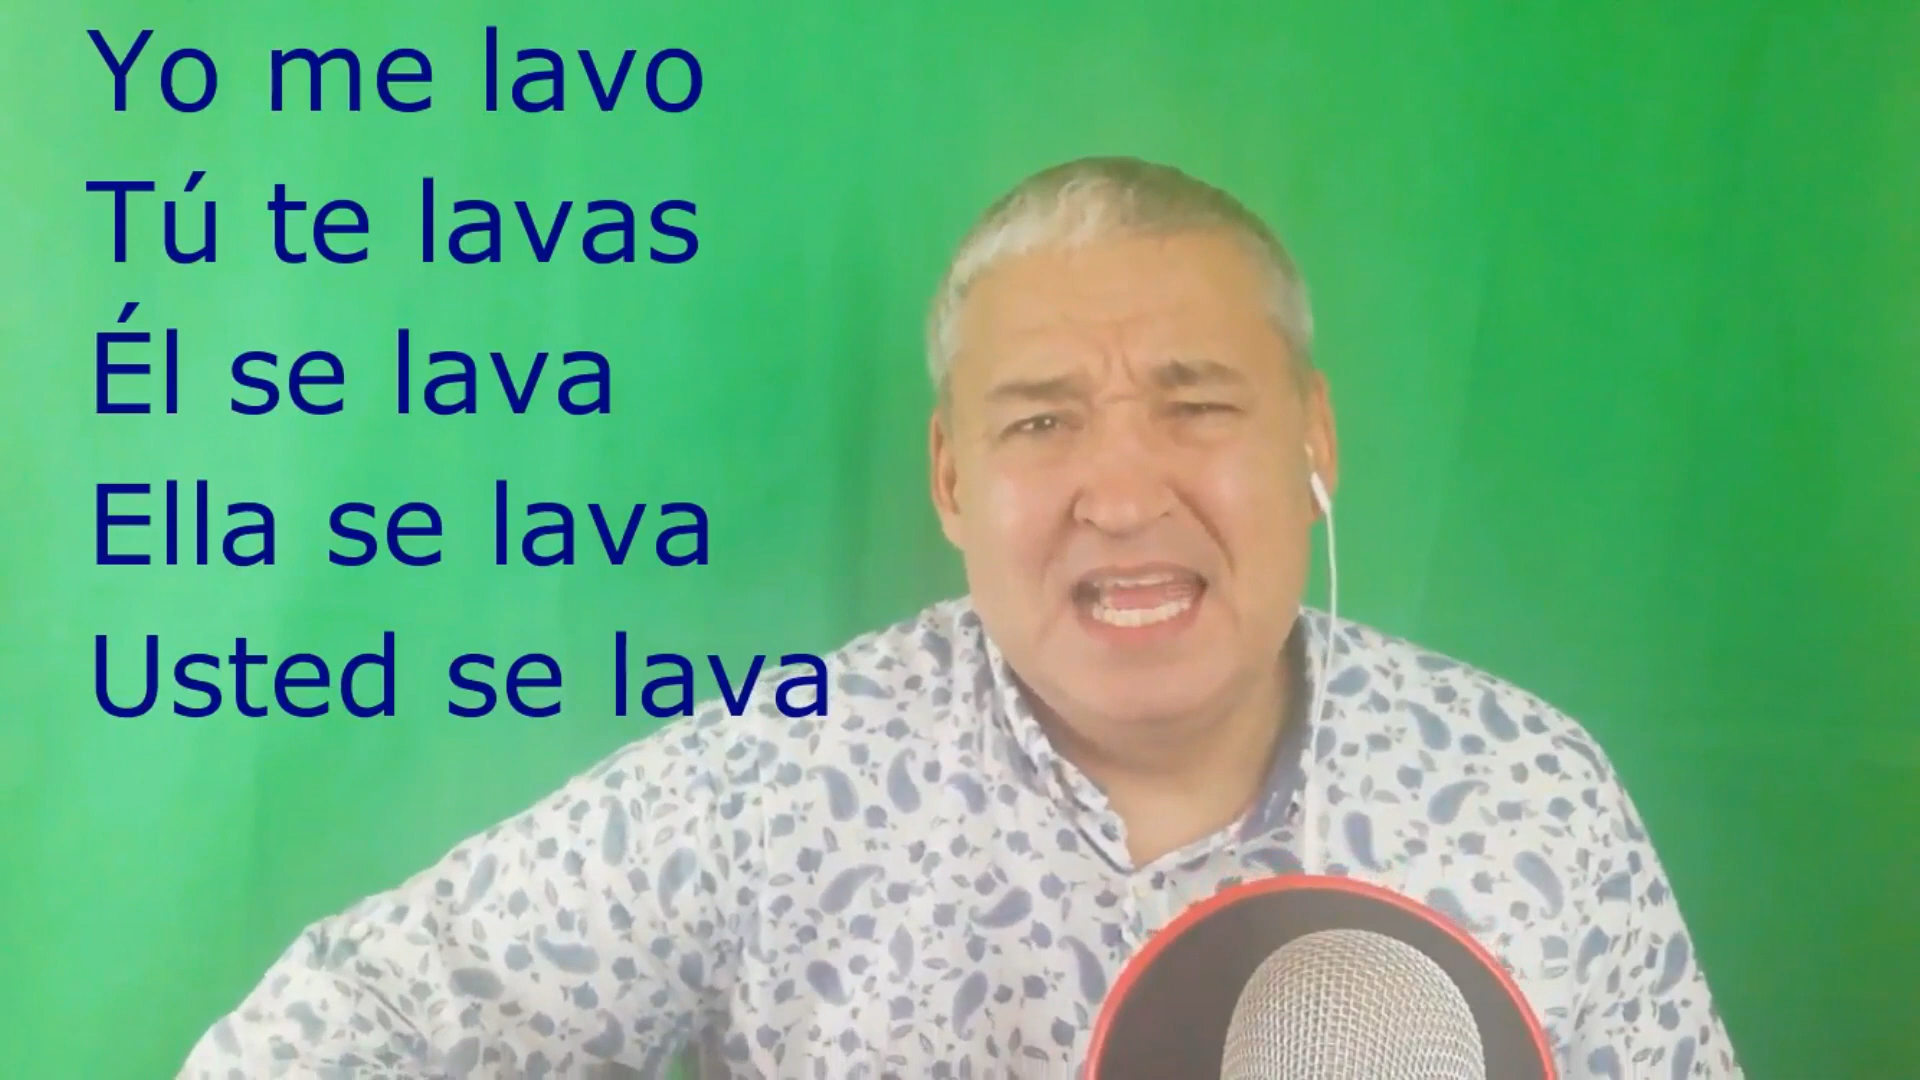 Yo me lavo
Tú te lavas
Él se lava
Ella se lava
Usted se lava